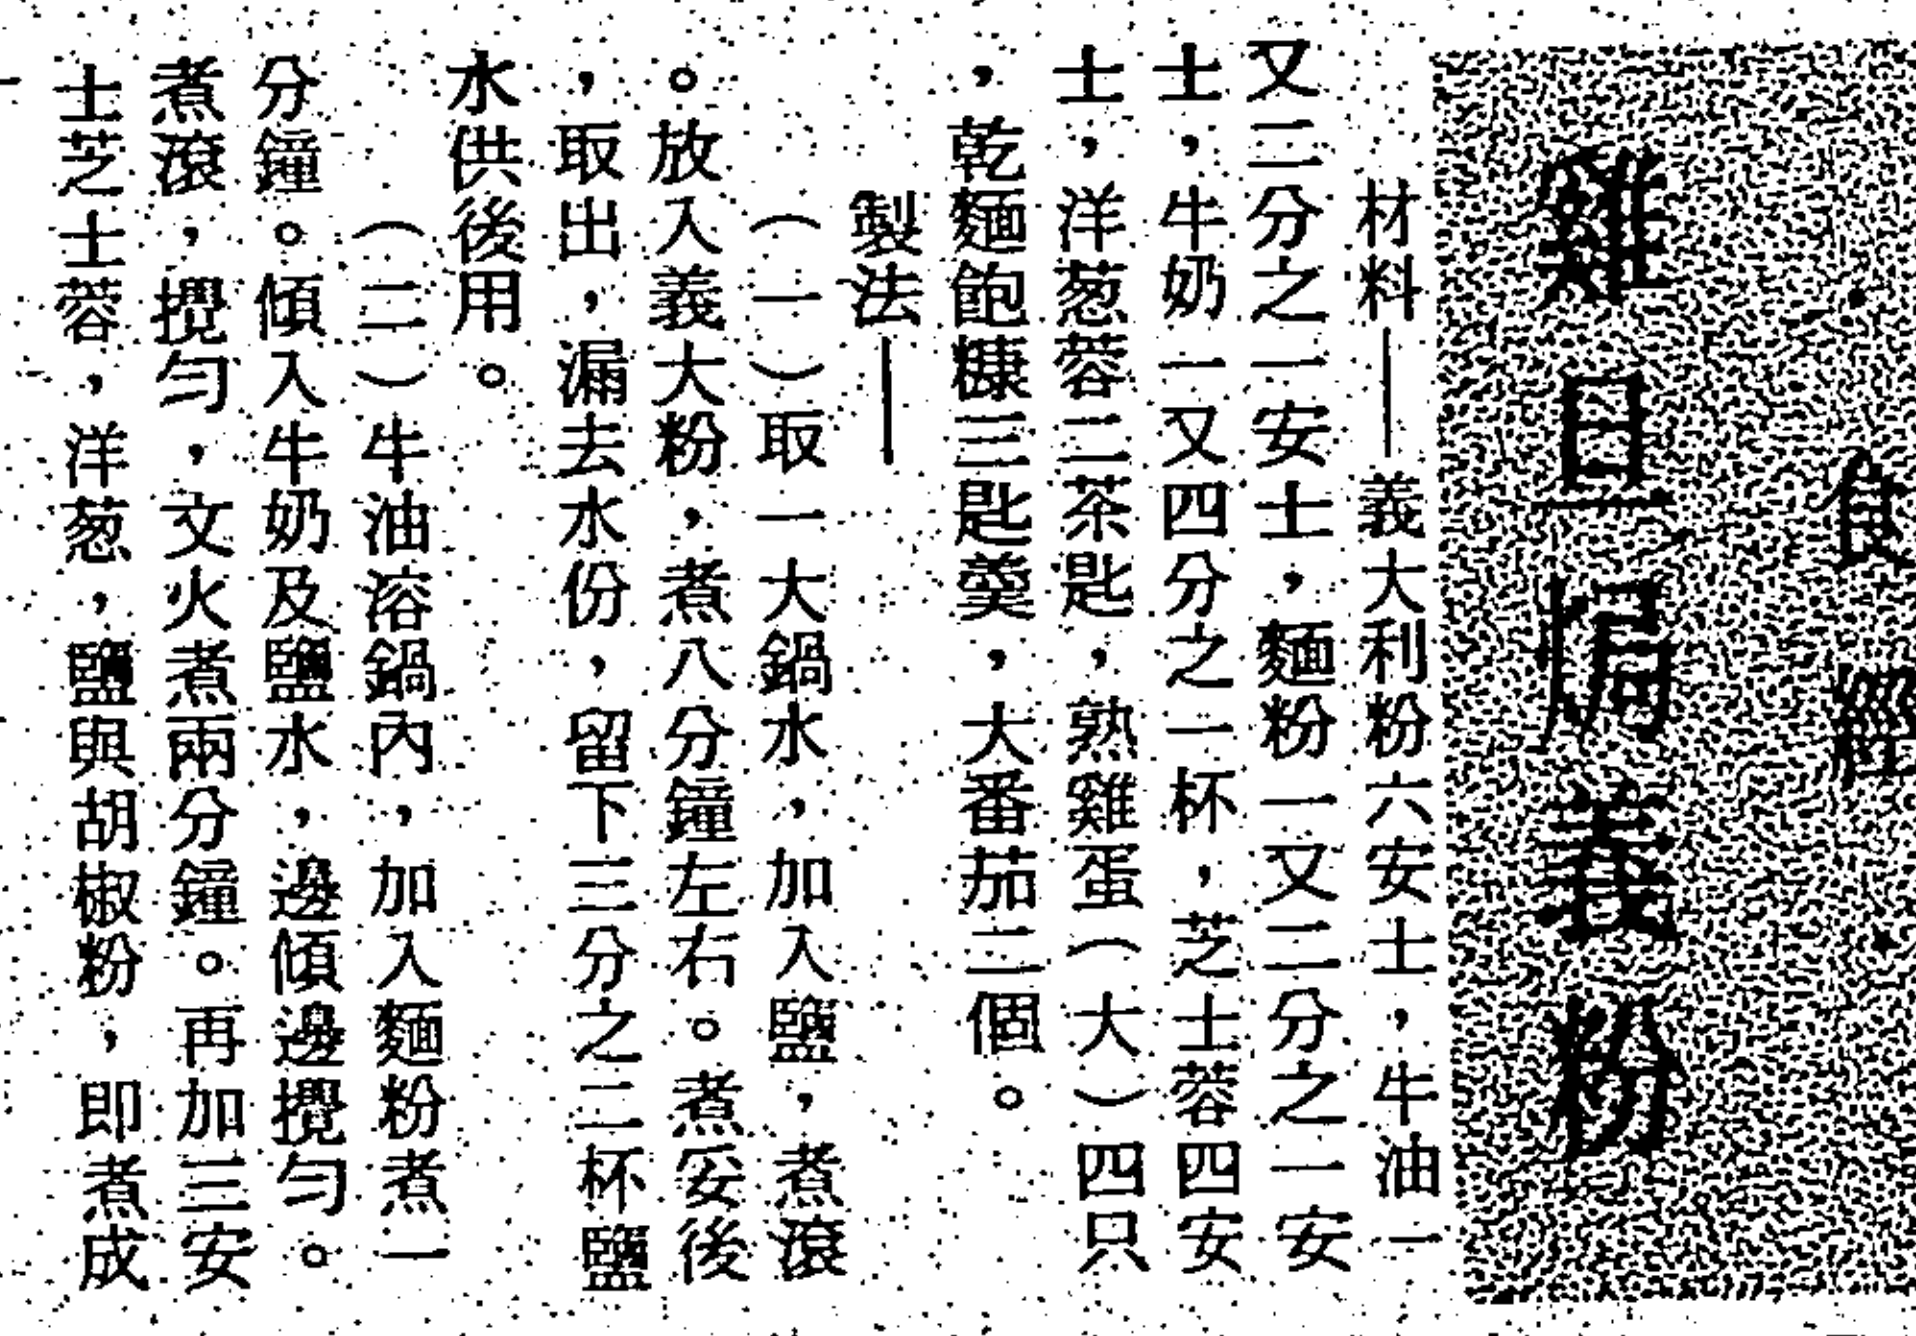 ·食經·
雞旦焗義粉
材料——義大利粉六安士，牛油一
又二分之一安士，麵粉一又二分之一安
士，牛奶一又四分之一杯，芝士蓉四安
士，洋葱蓉二茶匙，熟雞蛋（大）四只
，乾麵飽糠三匙羮，大番茄二個。
製法——
（一）取一大鍋水，加入鹽，煮滾
。放入義大粉，煮八分鐘左右。煮妥後
，取出，漏去水份，留下三分之二杯鹽
水供後用。
（二）牛油溶鍋內，加入麵粉煮一
分鐘。傾入牛奶及鹽水，邊傾邊攪勻。
煮滾，攪勻，文火煮兩分鐘。再加三安
士芝士蓉，洋葱，鹽與胡椒粉，即煮成